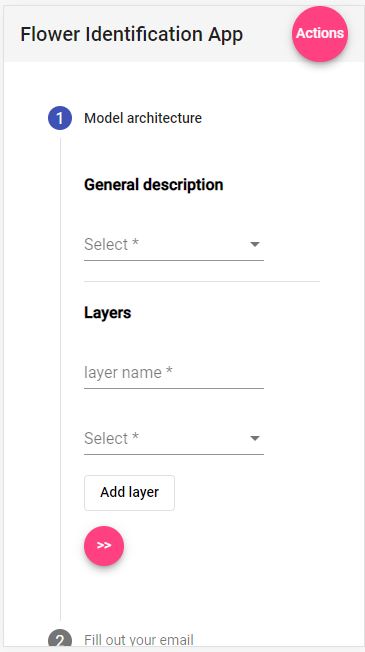 Flower Identification App
Actions
1 Model architecture
General description
Select *
Layers
layer name *
Select *
Add layer
>>
2 Fill out your email